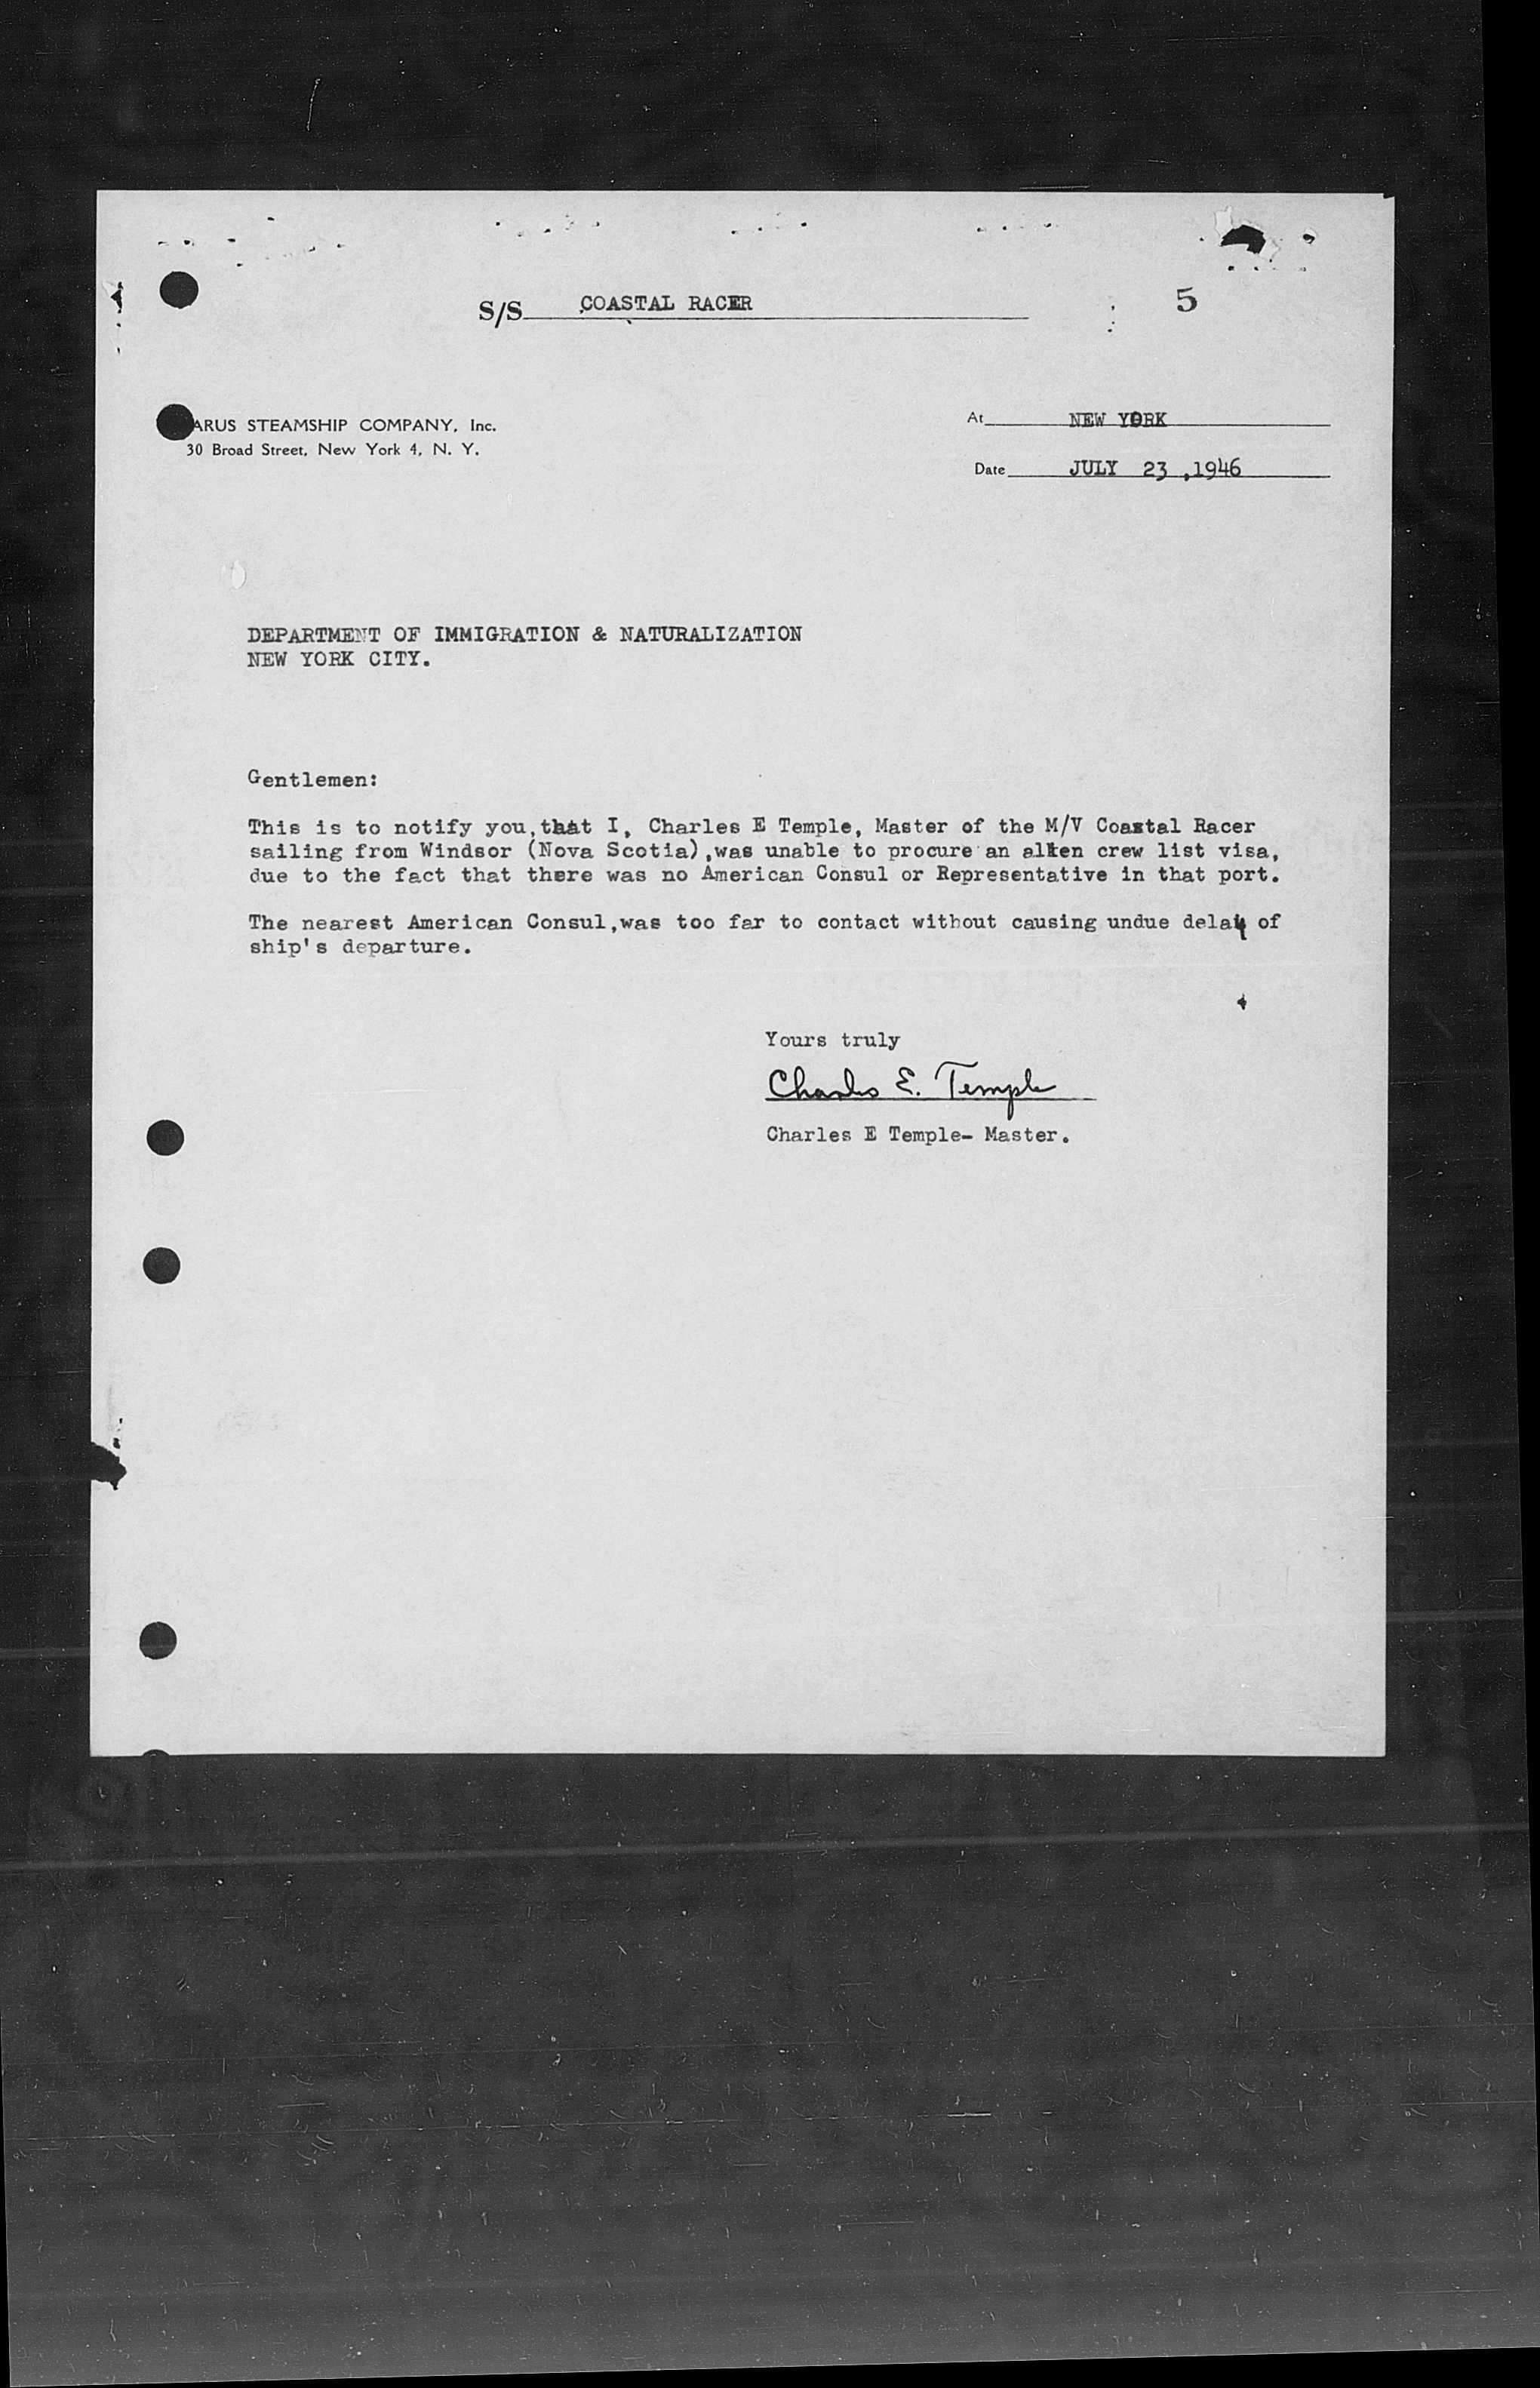 S/S COASTAL RACER
5
ARUS STEAMSHIP COMPANY, Inc.
30 Broad Street, New York 4, N. Y.
At NEW YORK
Date JULY 23 ,1946
DEPARTMENT OF IMMIGRATION & NATURALIZATION
NEW YORK CITY.
Gentlemen:
This is to notify you,that I, Charles E Temple, Master of the M/V Coastal Racer
sailing from Windsor (Nova Scotia),was unable to procure an alien crew list visa,
due to the fact that there was no American Consul or Representative in that port.
The nearest American Consul,was too far to contact without causing undue delay of
ship's departure.
Yours truly
Charles E. Temple
Charles E Temple- Master.